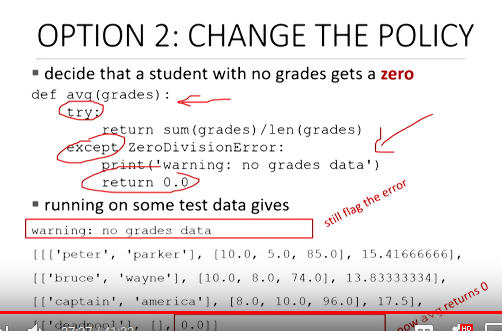 OPTION 2: CHANGE THE POLICY
▪ decide that a student with no grades gets a zero
def avg(grades):
try:
return sum(grades)/len(grades)
except ZeroDivisionError:
print('warning: no grades data')
return 0.0
▪ running on some test data gives
still flag the error
warning: no grades data
[[['peter', 'parker'], [10.0, 5.0, 85.0], 15.41666666],
[['bruce', 'wayne'], [10.0, 8.0, 74.0], 13.83333334],
[['captain', 'america'], [8.0, 10.0, 96.0], 17.5],
[['deadpool'], [], 0.0]]
now avg returns 0
HD